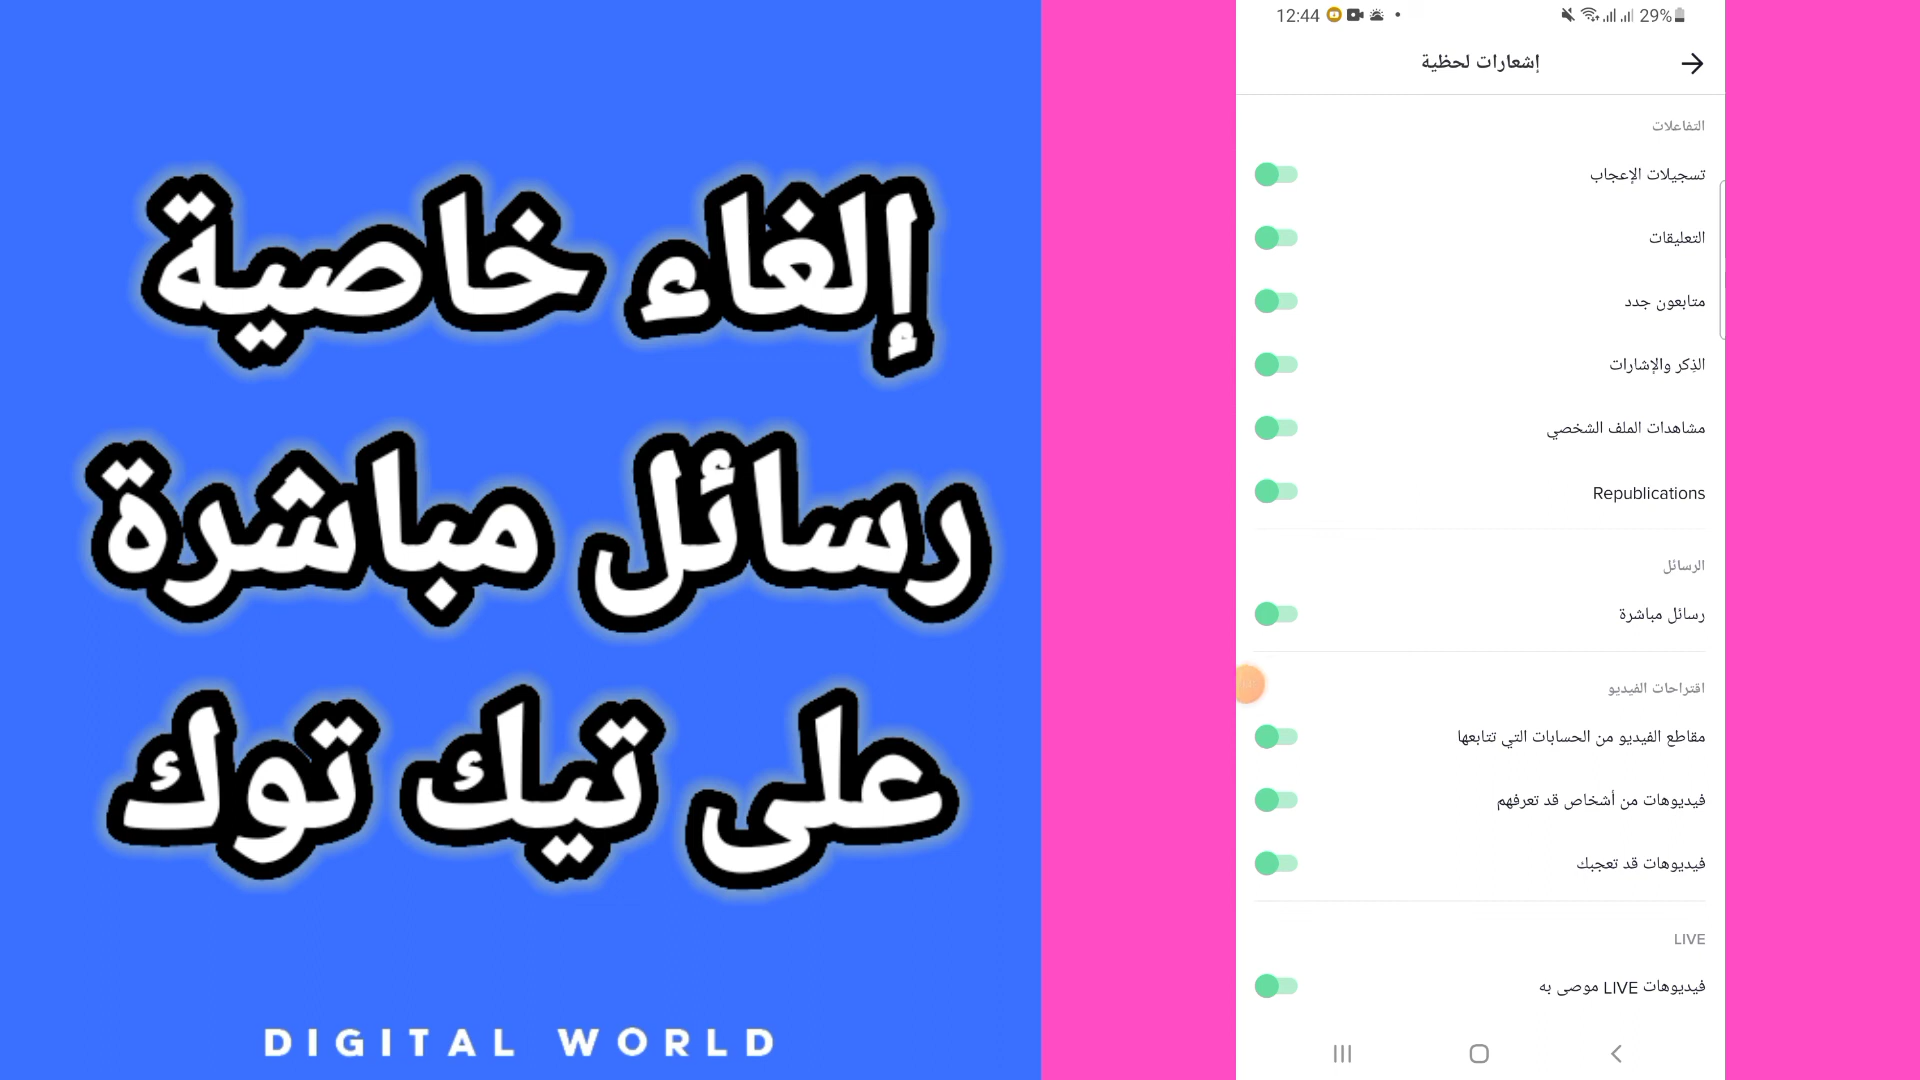 إلغاء خاصية
رسائل مباشرة
على تيك توك
DIGITAL WORLD
12:44
29%
إشعارات لحظية
التفاعلات
تسجيلات الإعجاب
التعليقات
متابعون جدد
الذِكر والإشارات
مشاهدات الملف الشخصي
Republications
الرسائل
رسائل مباشرة
اقتراحات الفيديو
مقاطع الفيديو من الحسابات التي تتابعها
فيديوهات من أشخاص قد تعرفهم
فيديوهات قد تعجبك
LIVE
فيديوهات LIVE موصى به